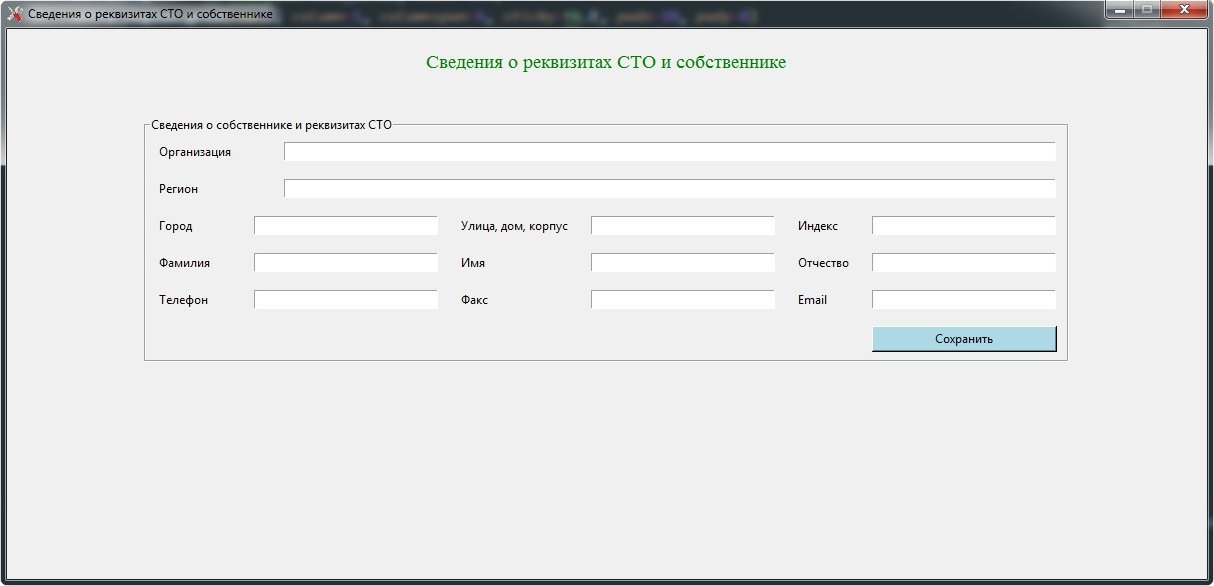 Сведения о реквизитах СТО и собственнике
Сведения о реквизитах СТО и собственнике
Сведения о собственнике и реквизитах СТО
Организация
Регион
Город Улица, дом, корпус Индекс
Фамилия Имя Отчество
Телефон Факс Email
Сохранить